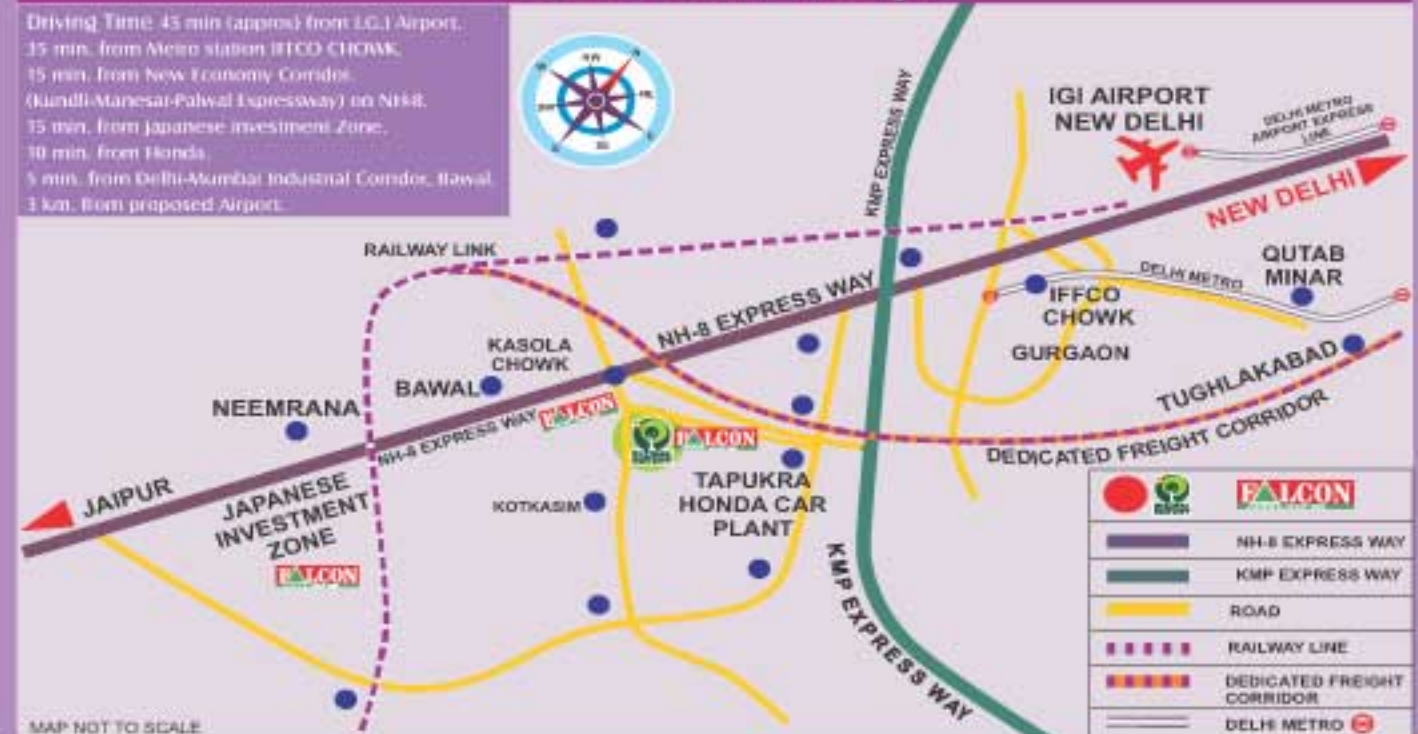 Driving Time 45 min (approx) from I.G.I Airport.
35 min. from Metro station IFFCO CHOWK.
15 min. from New Economy Corridor.
(Kundli-Manesar-Palwal Expressway) on NH-8.
15 min. from Japanese Investment Zone.
10 min. from Honda.
5 min. from Delhi-Mumbai Industrial Corridor, Bawal.
3 km. from proposed Airport.
KMP EXPRESS WAY
IGI AIRPORT
NEW DELHI
DELHI METRO
AIRPORT EXPRESS
LINE
NEW DELHI
RAILWAY LINK
QUTAB
MINAR
DELHI METRO
IFFCO
CHOWK
GURGAON
NH-8 EXPRESS WAY
KASOLA
CHOWK
BAWAL
NEEMRANA
NH-8 EXPRESS WAY
FALCON
FALCON
TUGHLAKABAD
DEDICATED FREIGHT CORRIDOR
JAIPUR
JAPANESE
INVESTMENT
ZONE
FALCON
KOTKASIM
TAPUKRA
HONDA CAR
PLANT
KMP EXPRESS WAY
FALCON
NH-8 EXPRESS WAY
KMP EXPRESS WAY
ROAD
RAILWAY LINE
DEDICATED FREIGHT
CORRIDOR
DELHI METRO
MAP NOT TO SCALE